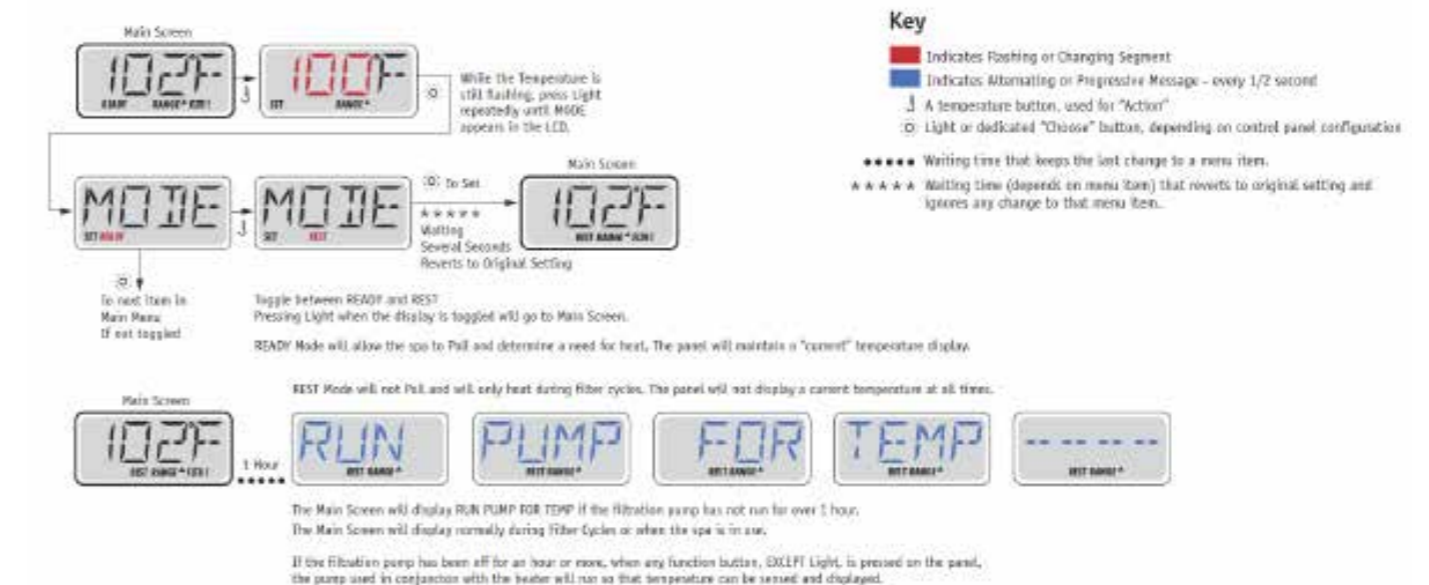 Main Screen
102F
READY RANGE
100F
SET RANGE
While the Temperature is
still flashing, press Light
repeatedly until MODE
appears in the LCD.
Key
Indicates Flashing or Changing Segment
Indicates Alternating or Progressive Message - every 1/2 second
A temperature button, used for "Action"
Light or dedicated "Choose" button, depending on control panel configuration
Waiting time that keeps the last change to a menu item.
Waiting time (depends on menu item) that reverts to original setting and
ignores any change to that menu item.
MODE
SET READY
MODE
SET REST
To Set
* * * * *
Waiting
Several Seconds
Reverts to Original Setting
Main Screen
102F
REST RANGE
To next item in
Main Menu
If not toggled
Toggle between READY and REST
Pressing Light when the display is toggled will go to Main Screen.
READY Mode will allow the spa to Poll and determine a need for heat. The panel will maintain a "current" temperature display.
REST Mode will not Poll and will only heat during filter cycles. The panel will not display a current temperature at all times.
Main Screen
102F
REST RANGE
1 Hour
RUN
REST RANGE
PUMP
REST RANGE
FOR
REST RANGE
TEMP
REST RANGE
-- -- -- --
REST RANGE
The Main Screen will display RUN PUMP FOR TEMP if the filtration pump has not run for over 1 hour.
The Main Screen will display normally during Filter Cycles or when the spa is in use.
If the filtration pump has been off for an hour or more, when any function button, EXCEPT Light, is pressed on the panel,
the pump used in conjunction with the heater will run so that temperature can be sensed and displayed.